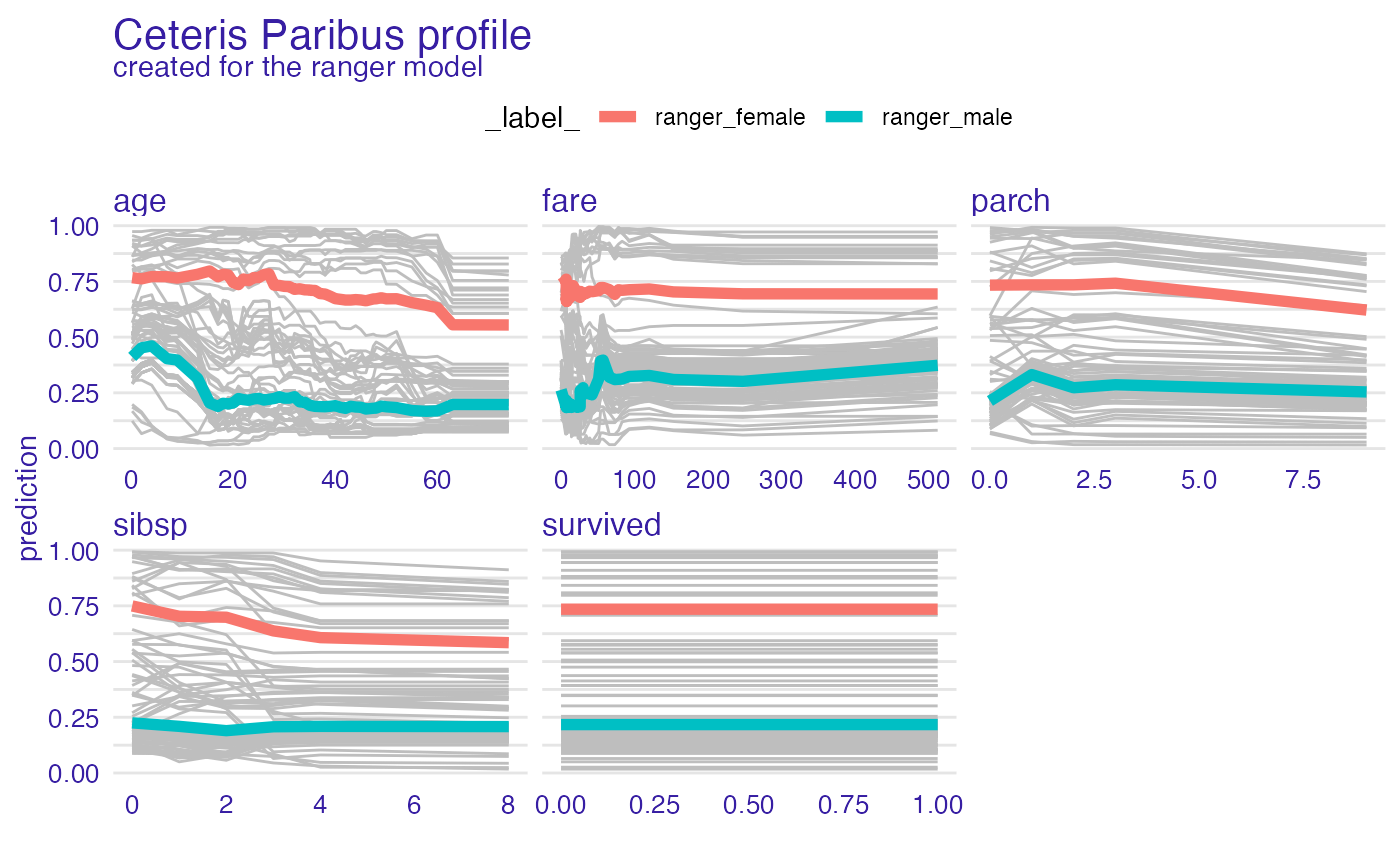 Ceteris Paribus profile
created for the ranger model
_label_ ranger_female ranger_male
age fare parch
1.00
0.75
0.50
0.25
0.00
0 20 40 60 0 100 200 300 400 500 0.0 2.5 5.0 7.5
prediction
sibsp survived
1.00
0.75
0.50
0.25
0.00
0 2 4 6 8 0.00 0.25 0.50 0.75 1.00